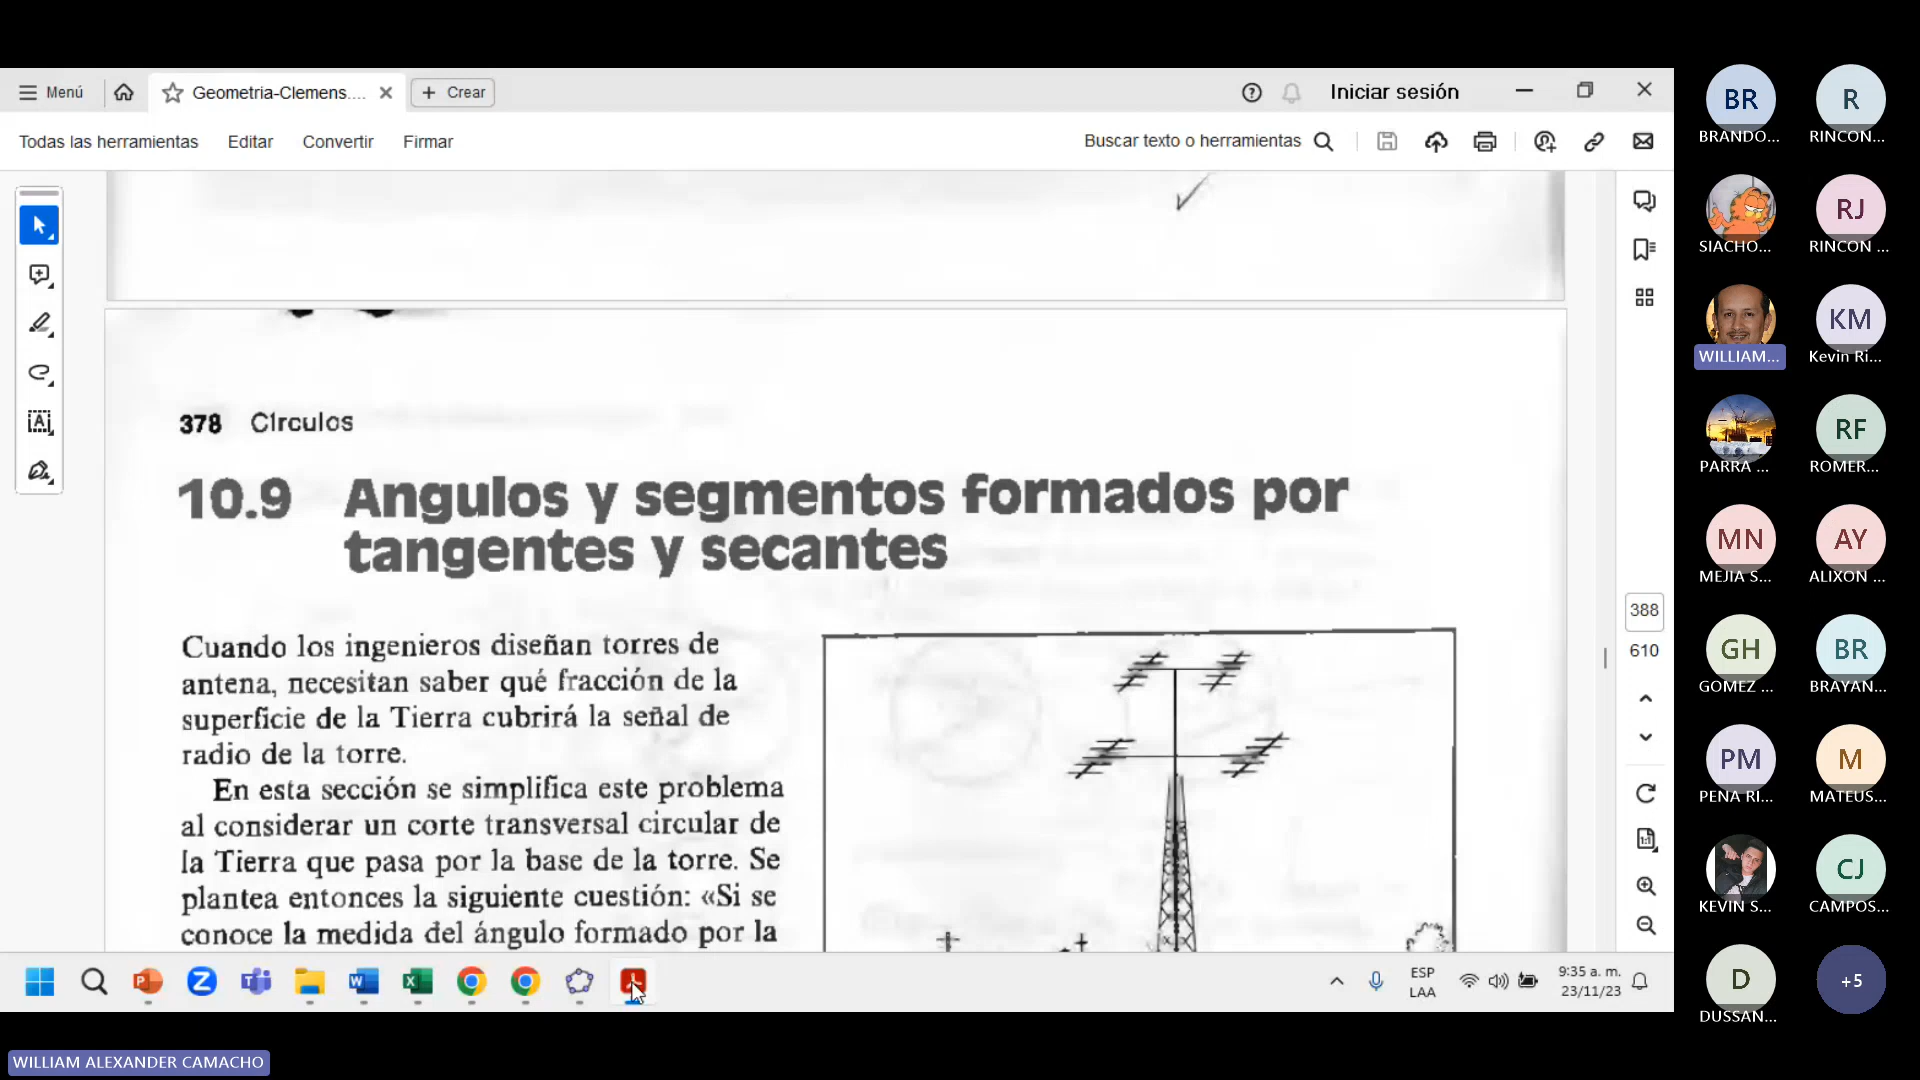 Menú
Geometria-Clemens....
Crear
Iniciar sesión
Todas las herramientas
Editar
Convertir
Firmar
Buscar texto o herramientas
378 Círculos
10.9 Angulos y segmentos formados por
tangentes y secantes
Cuando los ingenieros diseñan torres de
antena, necesitan saber qué fracción de la
superficie de la Tierra cubrirá la señal de
radio de la torre.
En esta sección se simplifica este problema
al considerar un corte transversal circular de
la Tierra que pasa por la base de la torre. Se
plantea entonces la siguiente cuestión: «Si se
conoce la medida del ángulo formado por la
388
610
ESP
LAA
9:35 a. m.
23/11/23
BR
BRANDO...
R
RINCON...
SIACHO...
RJ
RINCON ...
WILLIAM...
KM
Kevin Ri...
PARRA ...
RF
ROMER...
MN
MEJIA S...
AY
ALIXON ...
GH
GOMEZ ...
BR
BRAYAN...
PM
PENA RI...
M
MATEUS...
KEVIN S...
CJ
CAMPOS...
D
DUSSAN...
+5
WILLIAM ALEXANDER CAMACHO